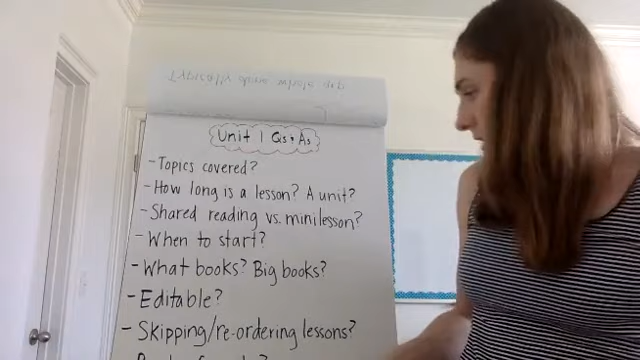 Unit 1 Qs + As
- Topics covered?
- How long is a lesson? A unit?
- Shared reading vs. minilesson?
- When to start?
- What books? Big books?
- Editable?
- Skipping/re-ordering lessons?